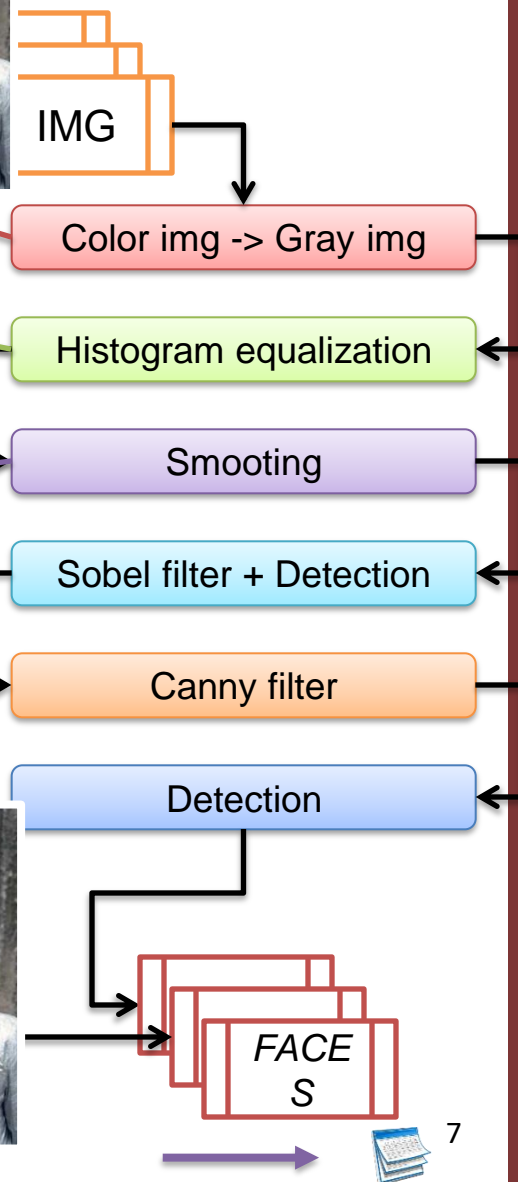 IMG
Color img -> Gray img
Histogram equalization
Smooting
Sobel filter + Detection
Canny filter
Detection
FACE
S
7